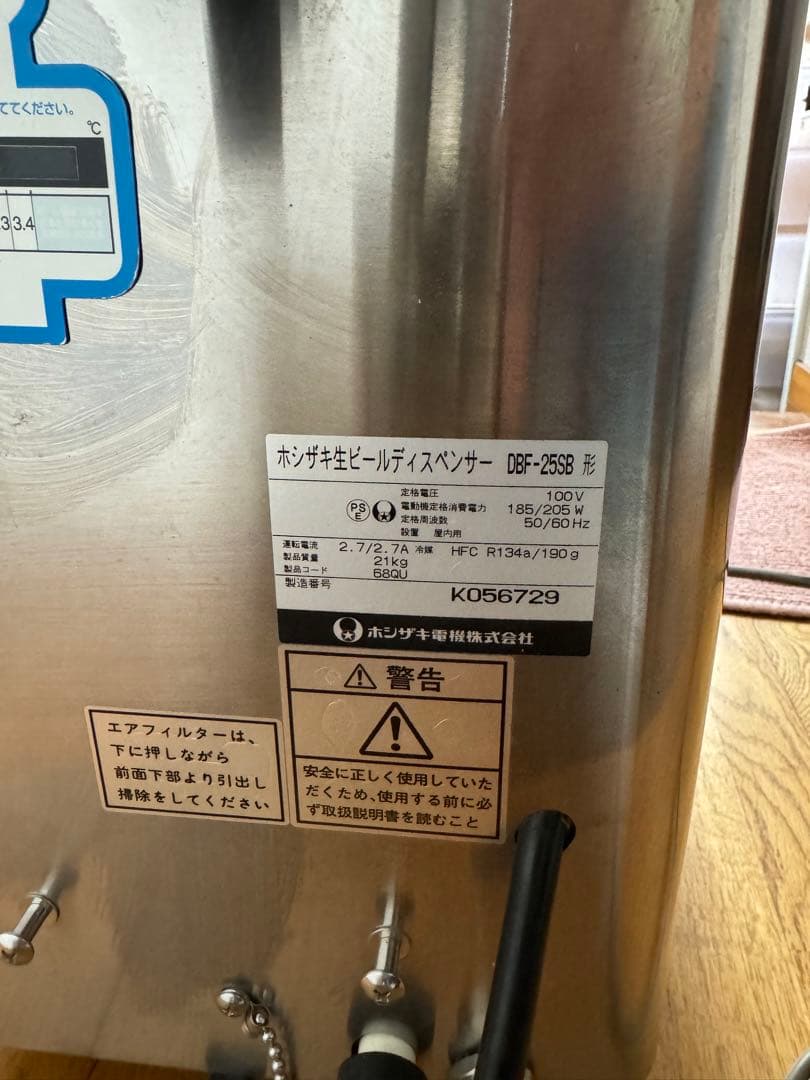 てください。
℃
3 3.4
ホシザキ生ビールディスペンサー DBF-25SB 形
定格電圧 100V
電動機定格消費電力 185/205W
定格周波数 50/60Hz
設置 屋内用
PS
E
運転電流 2.7/2.7A 冷媒 HFC R134a/190g
製品質量 21kg
製品コード 68QU
製造番号 K056729
ホシザキ電機株式会社
警告
安全に正しく使用していた
だくため、使用する前に必
ず取扱説明書を読むこと
エアフィルターは、
下に押しながら
前面下部より引出し
掃除をしてください